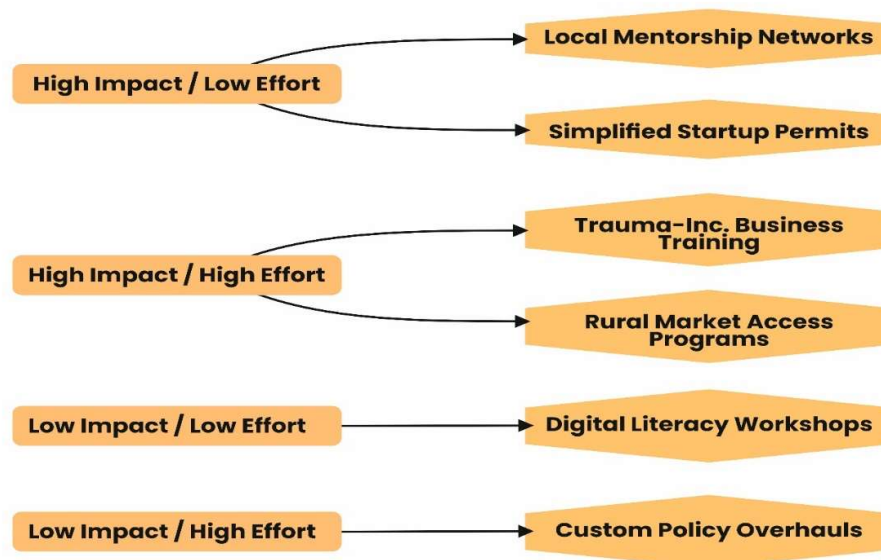 High Impact / Low Effort
Local Mentorship Networks
Simplified Startup Permits
High Impact / High Effort
Trauma-Inc. Business
Training
Rural Market Access
Programs
Low Impact / Low Effort
Digital Literacy Workshops
Low Impact / High Effort
Custom Policy Overhauls